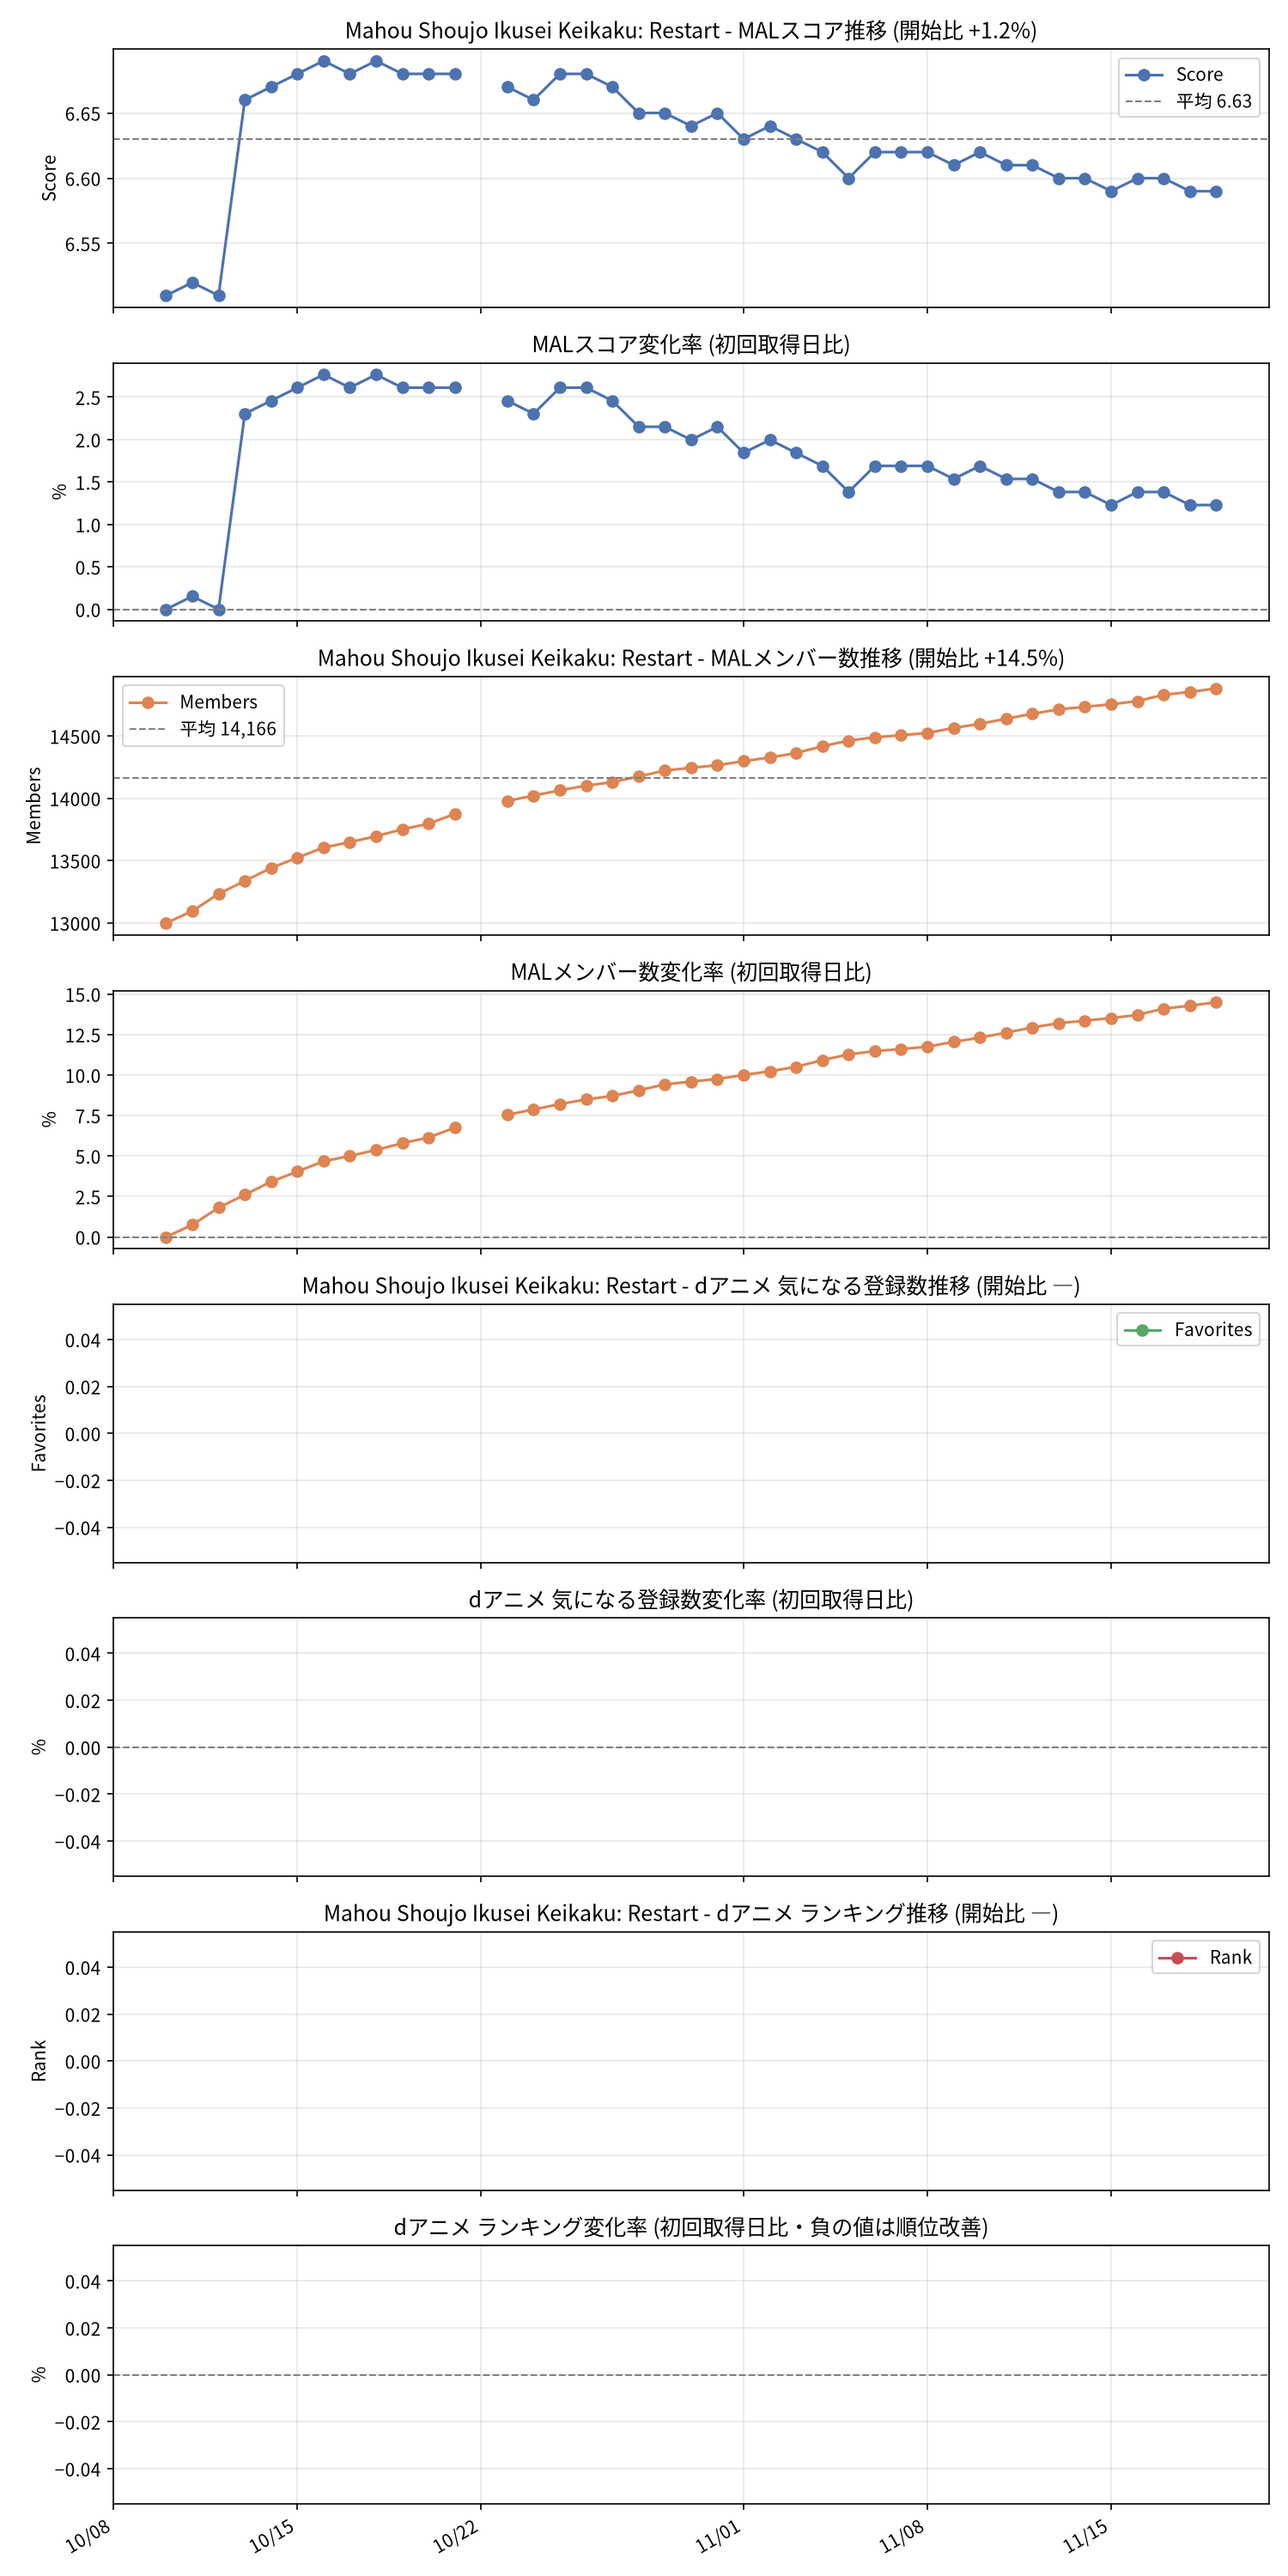 Mahou Shoujo Ikusei Keikaku: Restart - MALスコア推移 (開始比 +1.2%)
Score
平均 6.63
6.65
6.60
6.55
Score
MALスコア変化率 (初回取得日比)
2.5
2.0
1.5
1.0
0.5
0.0
%
Mahou Shoujo Ikusei Keikaku: Restart - MALメンバー数推移 (開始比 +14.5%)
Members
平均 14,166
14500
14000
13500
13000
Members
MALメンバー数変化率 (初回取得日比)
15.0
12.5
10.0
7.5
5.0
2.5
0.0
%
Mahou Shoujo Ikusei Keikaku: Restart - dアニメ 気になる登録数推移 (開始比 —)
Favorites
0.04
0.02
0.00
−0.02
−0.04
Favorites
dアニメ 気になる登録数変化率 (初回取得日比)
0.04
0.02
0.00
−0.02
−0.04
%
Mahou Shoujo Ikusei Keikaku: Restart - dアニメ ランキング推移 (開始比 —)
Rank
0.04
0.02
0.00
−0.02
−0.04
Rank
dアニメ ランキング変化率 (初回取得日比・負の値は順位改善)
0.04
0.02
0.00
−0.02
−0.04
%
10/08
10/15
10/22
11/01
11/08
11/15